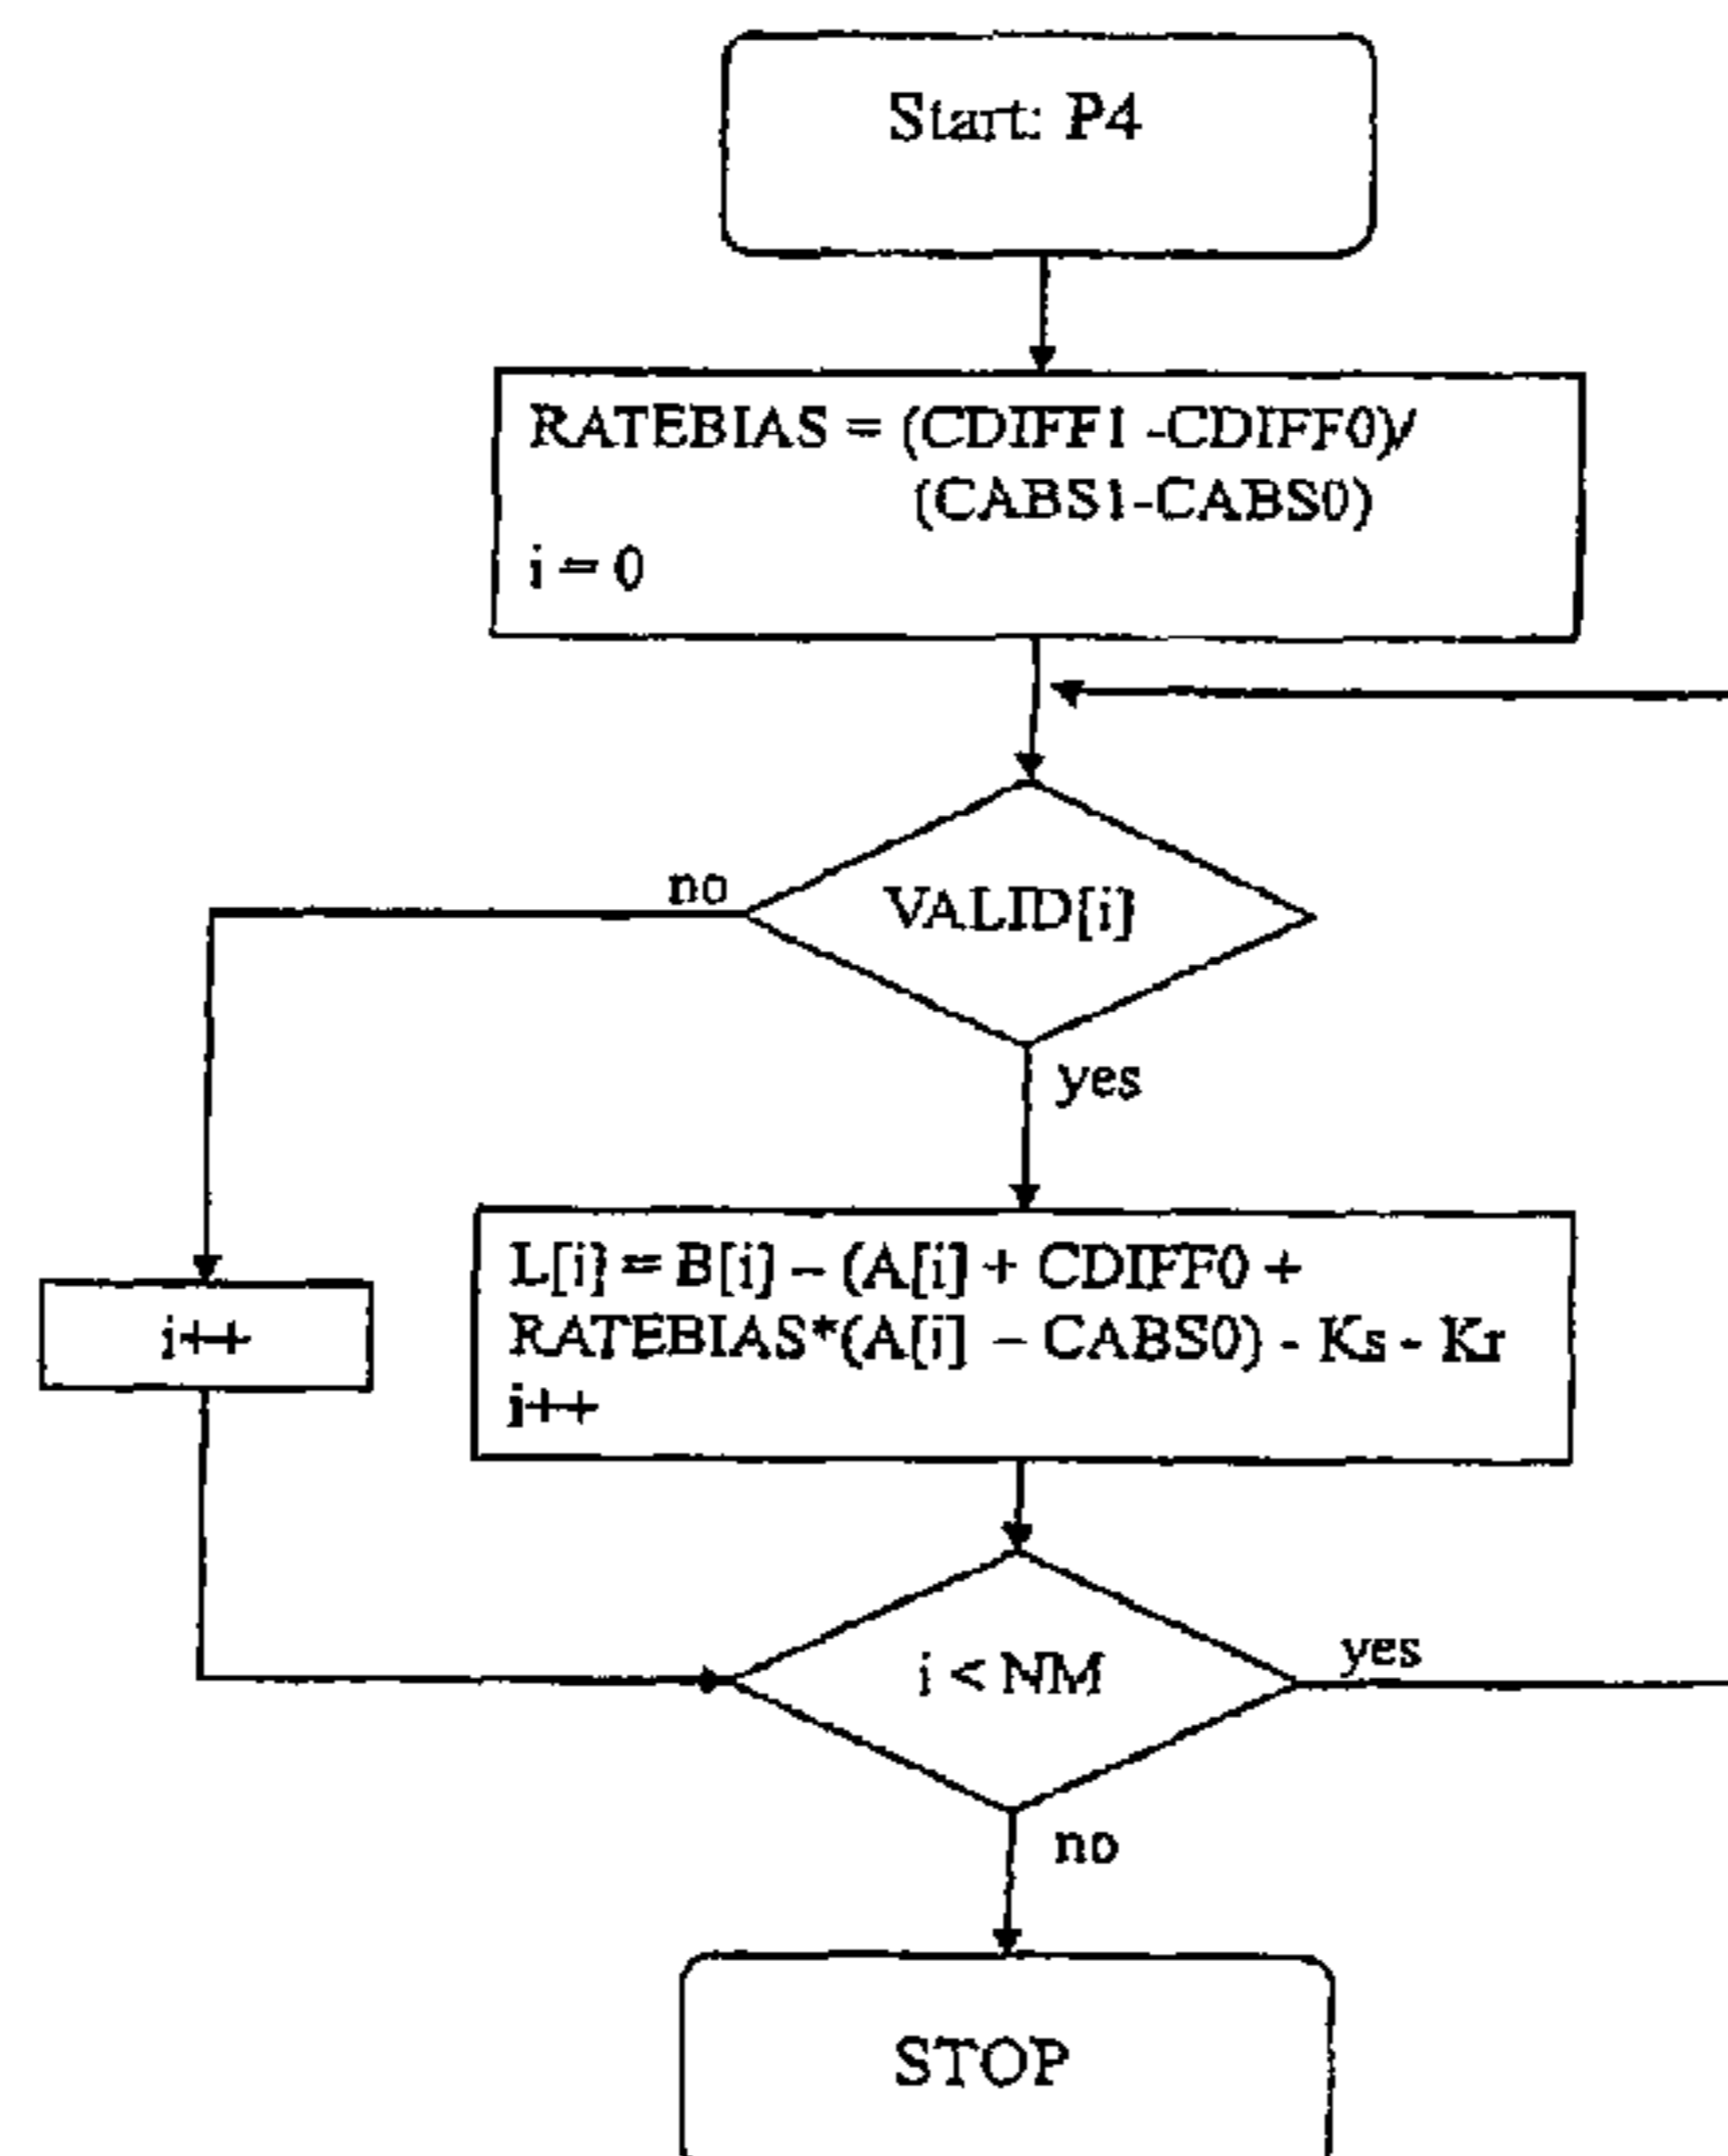 Start: P4
RATEBIAS = (CDIFF1 -CDIFF0)/
(CABS1-CABS0)
i = 0
no
VALID[i]
yes
L[i] = B[i] – (A[i] + CDIFF0 +
RATEBIAS*(A[i] – CABS0) - Ks - Kr
i++
i++
i < NM
yes
no
STOP